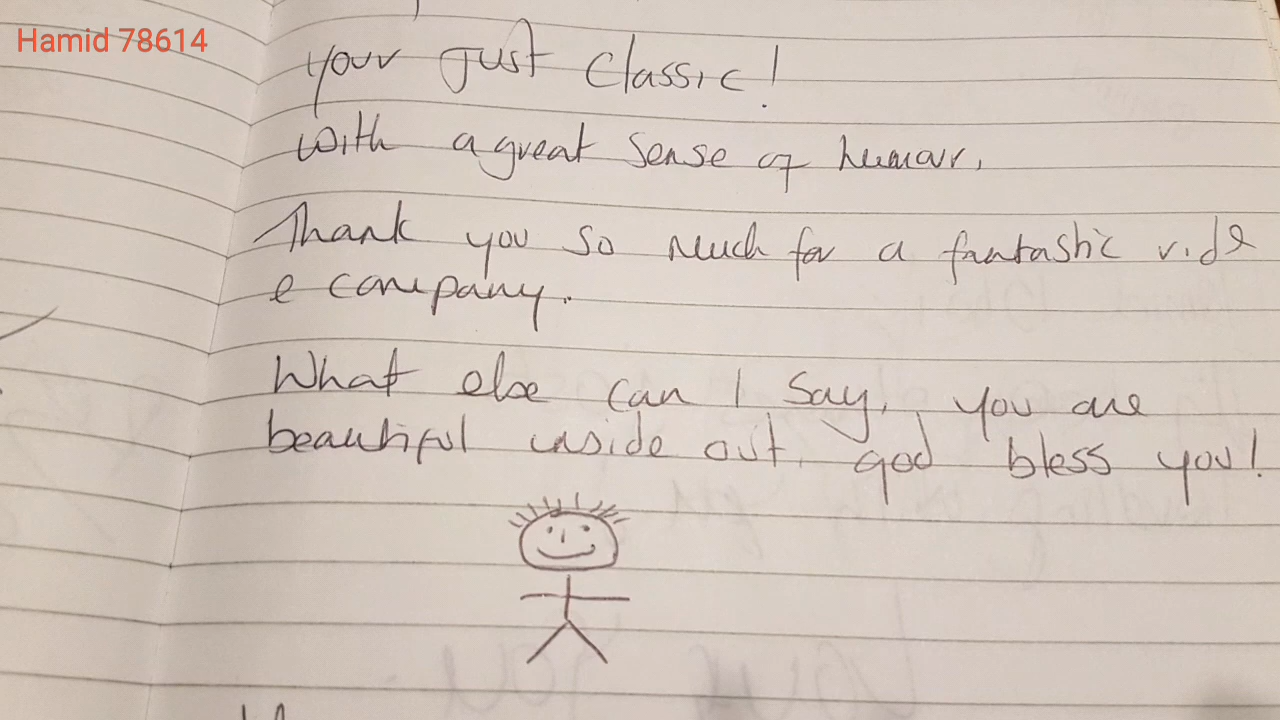 Hamid 78614
your just classic!
with a great sense of humour.
Thank you so much for a fantastic ride
e company.
What else can I say, you are
beautiful inside out. god bless you!